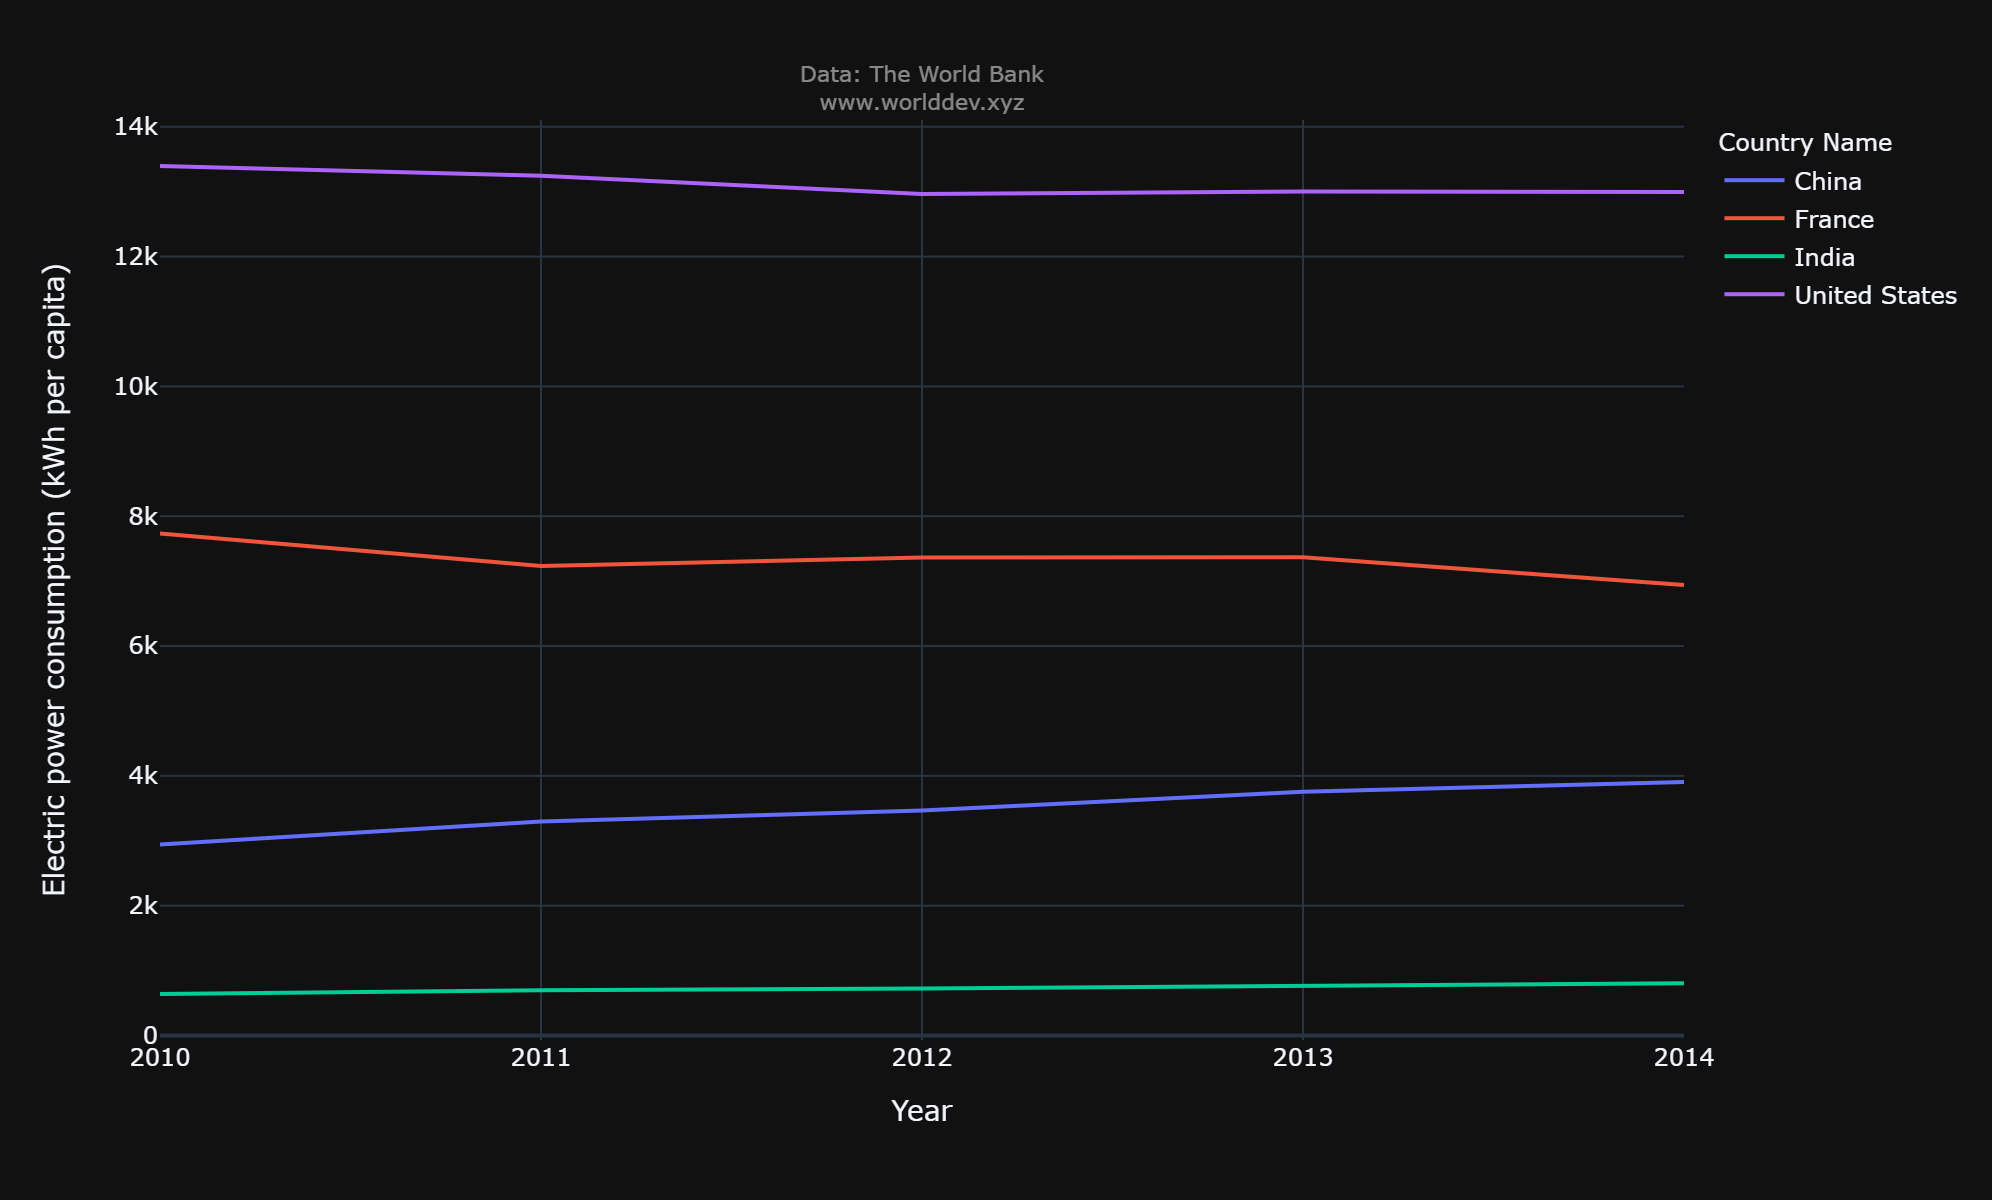 Data: The World Bank
www.worlddev.xyz
14k
12k
10k
8k
6k
4k
2k
0
Electric power consumption (kWh per capita)
2010
2011
2012
2013
2014
Year
Country Name
China
France
India
United States